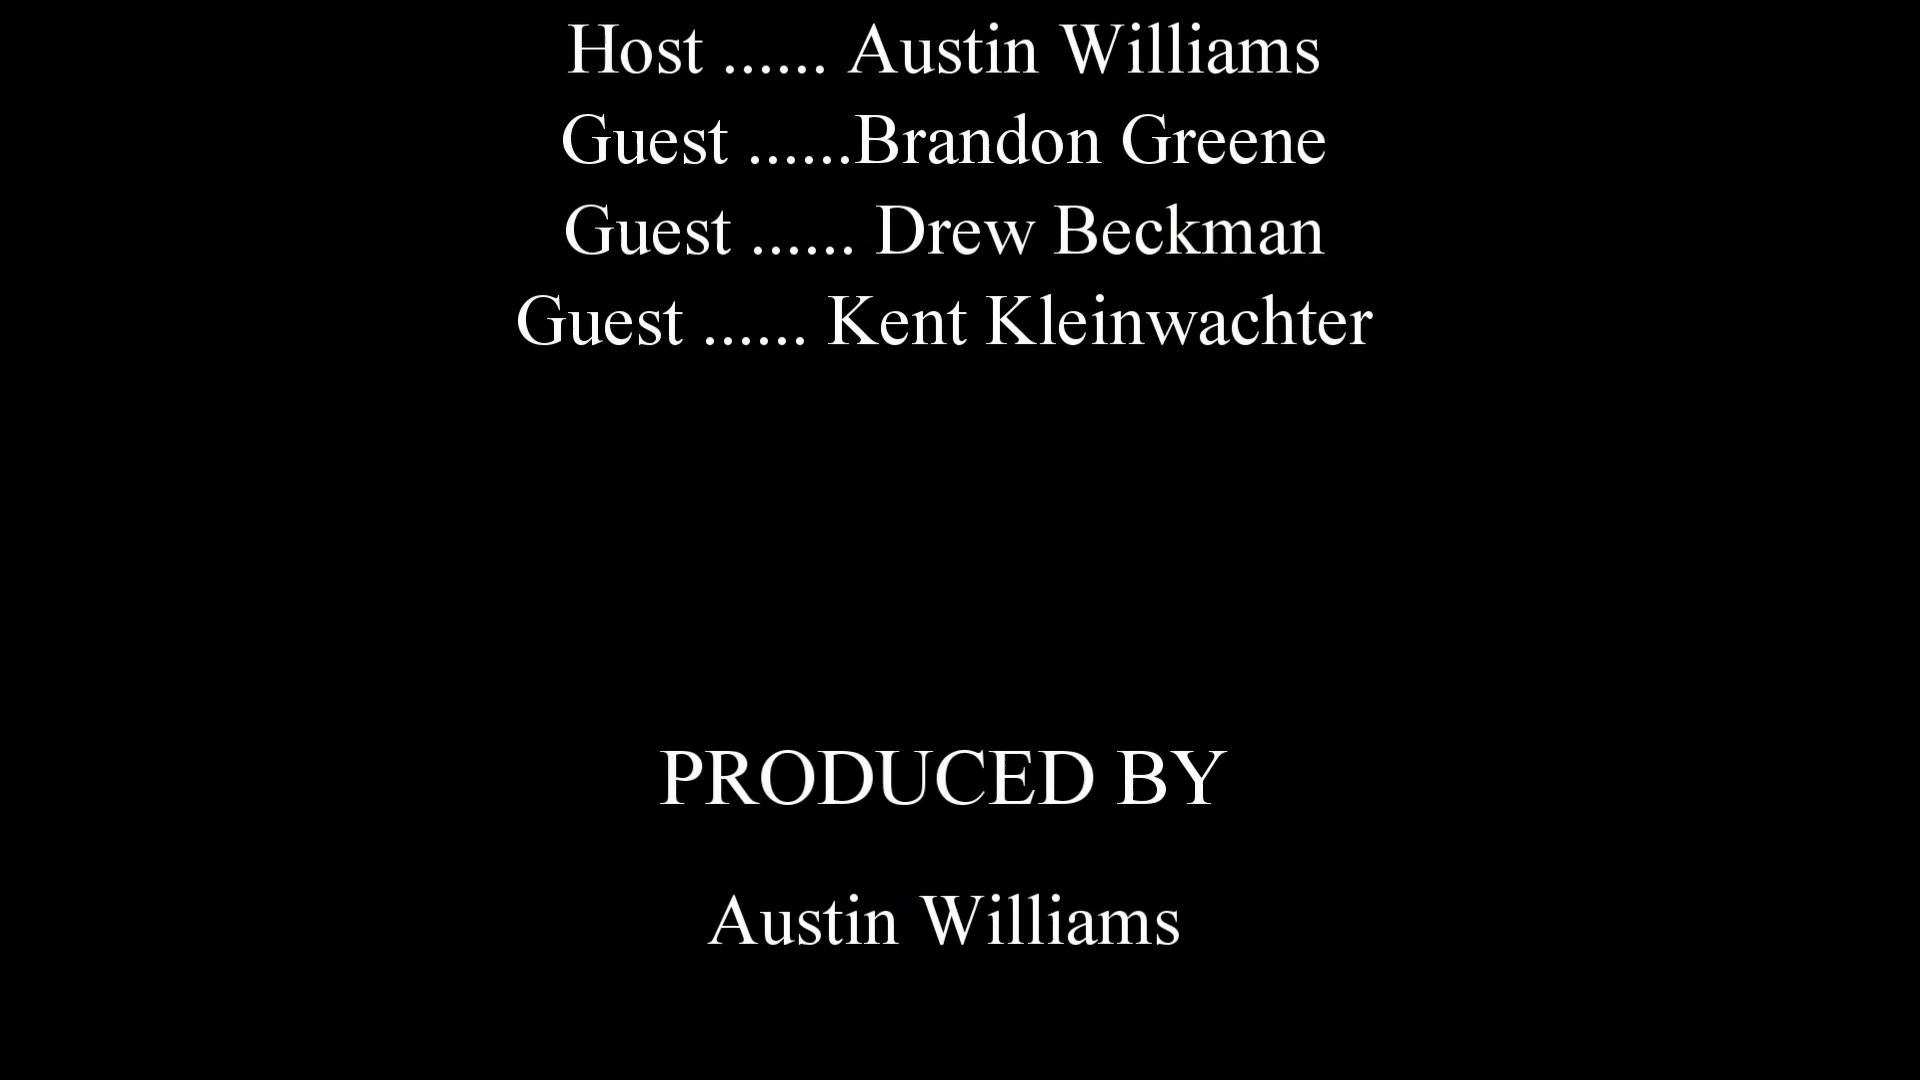 Host ...... Austin Williams
Guest ......Brandon Greene
Guest ...... Drew Beckman
Guest ...... Kent Kleinwachter
PRODUCED BY
Austin Williams